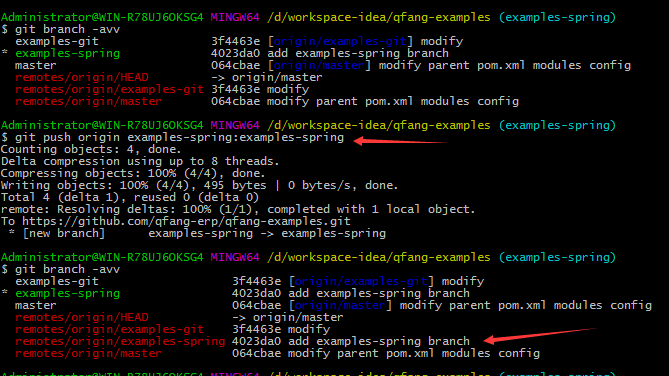 Administrator@WIN-R78UJ6OKSG4 MINGW64 /d/workspace-idea/qfang-examples (examples-spring)
$ git branch -avv
examples-git 3f4463e [origin/examples-git] modify
* examples-spring 4023da0 add examples-spring branch
master 064cbae [origin/master] modify parent pom.xml modules config
remotes/origin/HEAD -> origin/master
remotes/origin/examples-git 3f4463e modify
remotes/origin/master 064cbae modify parent pom.xml modules config
Administrator@WIN-R78UJ6OKSG4 MINGW64 /d/workspace-idea/qfang-examples (examples-spring)
$ git push origin examples-spring:examples-spring
Counting objects: 4, done.
Delta compression using up to 8 threads.
Compressing objects: 100% (4/4), done.
Writing objects: 100% (4/4), 495 bytes | 0 bytes/s, done.
Total 4 (delta 1), reused 0 (delta 0)
remote: Resolving deltas: 100% (1/1), completed with 1 local object.
To https://github.com/qfang-erp/qfang-examples.git
* [new branch] examples-spring -> examples-spring
Administrator@WIN-R78UJ6OKSG4 MINGW64 /d/workspace-idea/qfang-examples (examples-spring)
$ git branch -avv
examples-git 3f4463e [origin/examples-git] modify
* examples-spring 4023da0 add examples-spring branch
master 064cbae [origin/master] modify parent pom.xml modules config
remotes/origin/HEAD -> origin/master
remotes/origin/examples-git 3f4463e modify
remotes/origin/examples-spring 4023da0 add examples-spring branch
remotes/origin/master 064cbae modify parent pom.xml modules config